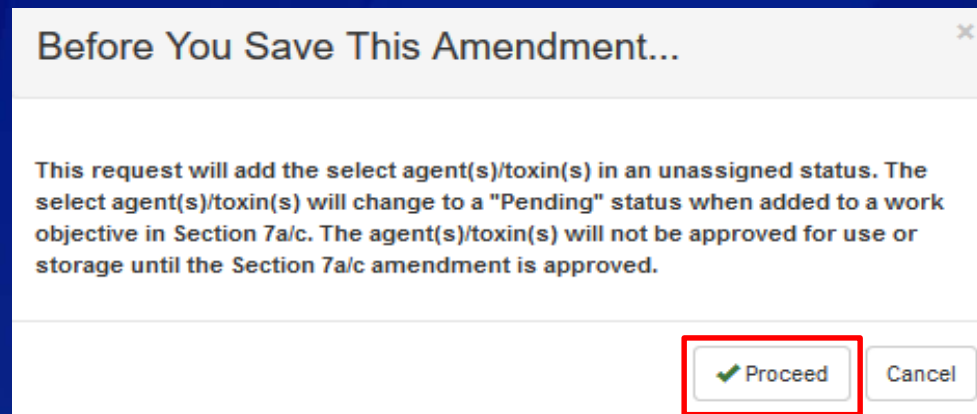 Before You Save This Amendment...
×
This request will add the select agent(s)/toxin(s) in an unassigned status. The
select agent(s)/toxin(s) will change to a "Pending" status when added to a work
objective in Section 7a/c. The agent(s)/toxin(s) will not be approved for use or
storage until the Section 7a/c amendment is approved.
Proceed
Cancel